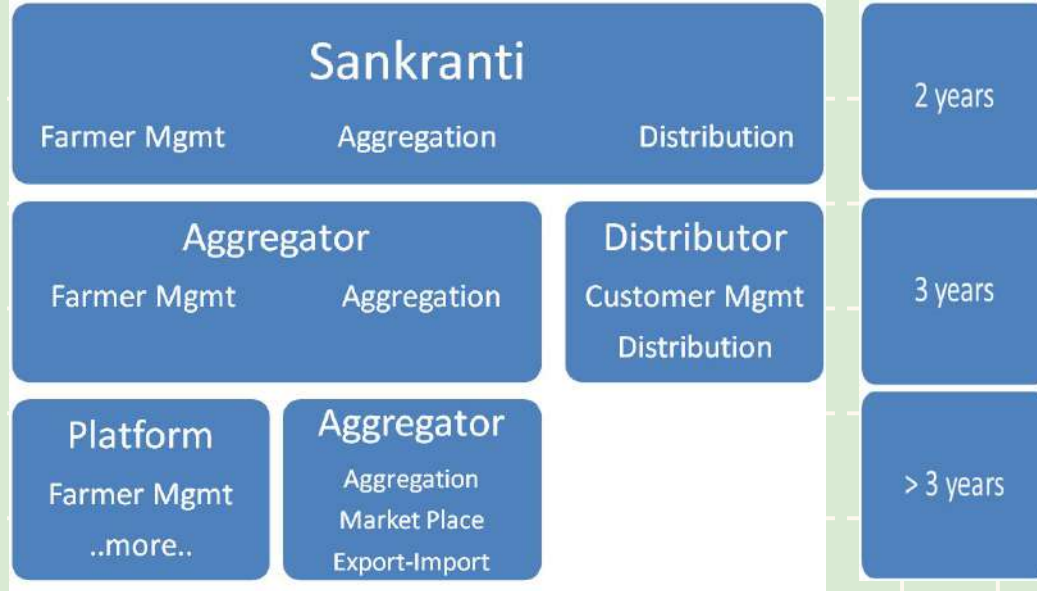 Sankranti
Farmer Mgmt Aggregation Distribution
2 years
Aggregator
Farmer Mgmt Aggregation
Distributor
Customer Mgmt
Distribution
3 years
Platform
Farmer Mgmt
..more..
Aggregator
Aggregation
Market Place
Export-Import
> 3 years